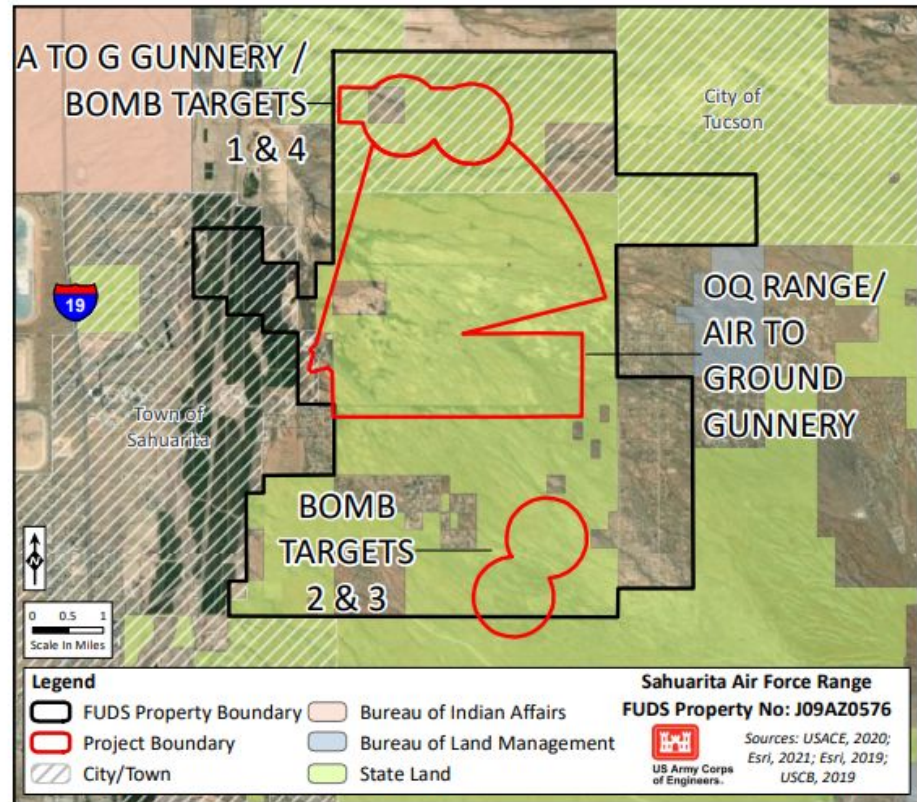 A TO G GUNNERY /
BOMB TARGETS
1 & 4
City of
Tucson
19
OQ RANGE/
AIR TO
GROUND
GUNNERY
Town of
Sahuarita
BOMB
TARGETS
2 & 3
N
0 0.5 1
Scale In Miles
Legend
FUDS Property Boundary
Project Boundary
City/Town
Bureau of Indian Affairs
Bureau of Land Management
State Land
Sahuarita Air Force Range
FUDS Property No: J09AZ0576
US Army Corps
of Engineers.
Sources: USACE, 2020;
Esri, 2021; Esri, 2019;
USCB, 2019